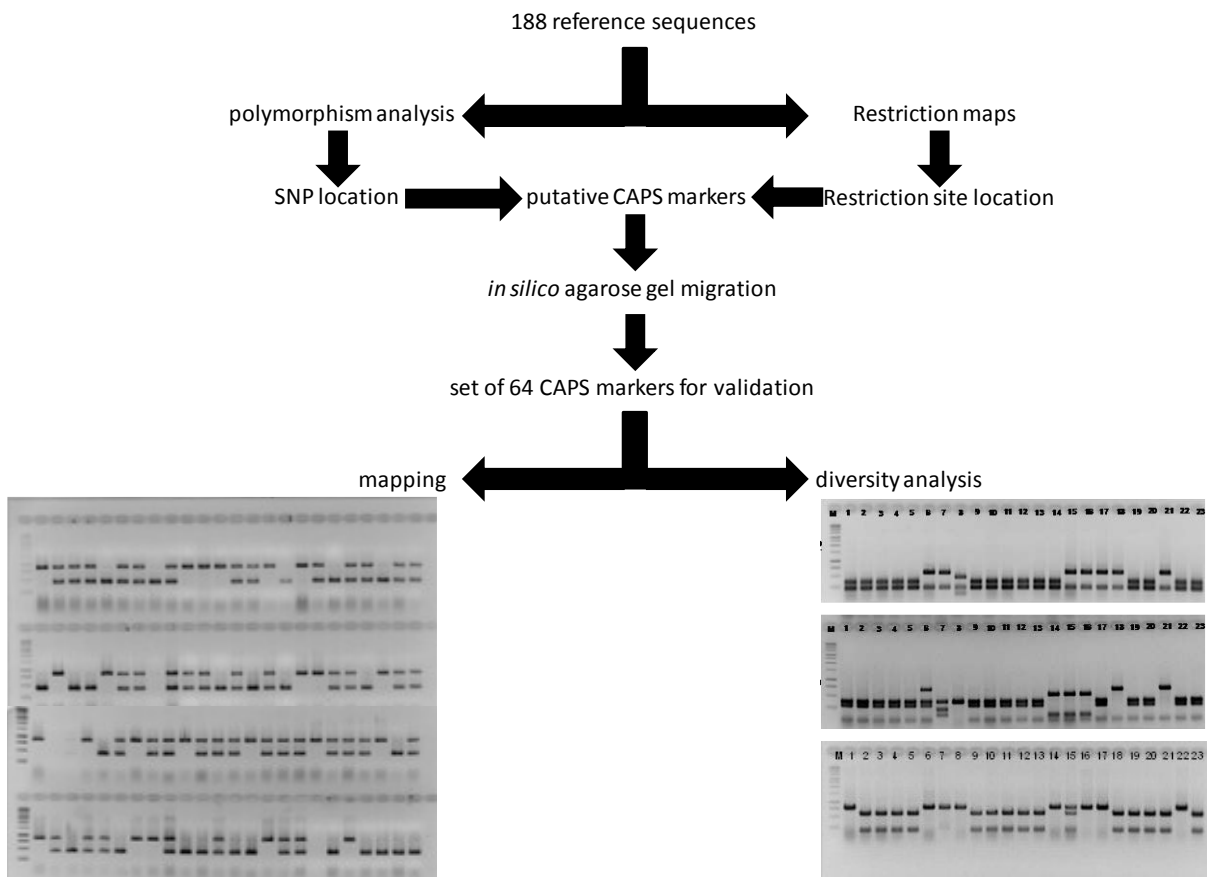 188 reference sequences
polymorphism analysis
Restriction maps
SNP location
putative CAPS markers
Restriction site location
in silico agarose gel migration
set of 64 CAPS markers for validation
mapping
diversity analysis
M 1 2 3 4 5 6 7 8 9 10 11 12 13 14 15 16 17 18 19 20 21 22 23
M 1 2 3 4 5 6 7 8 9 10 11 12 13 14 15 16 17 18 19 20 21 22 23
M 1 2 3 4 5 6 7 8 9 10 11 12 13 14 15 16 17 18 19 20 21 22 23